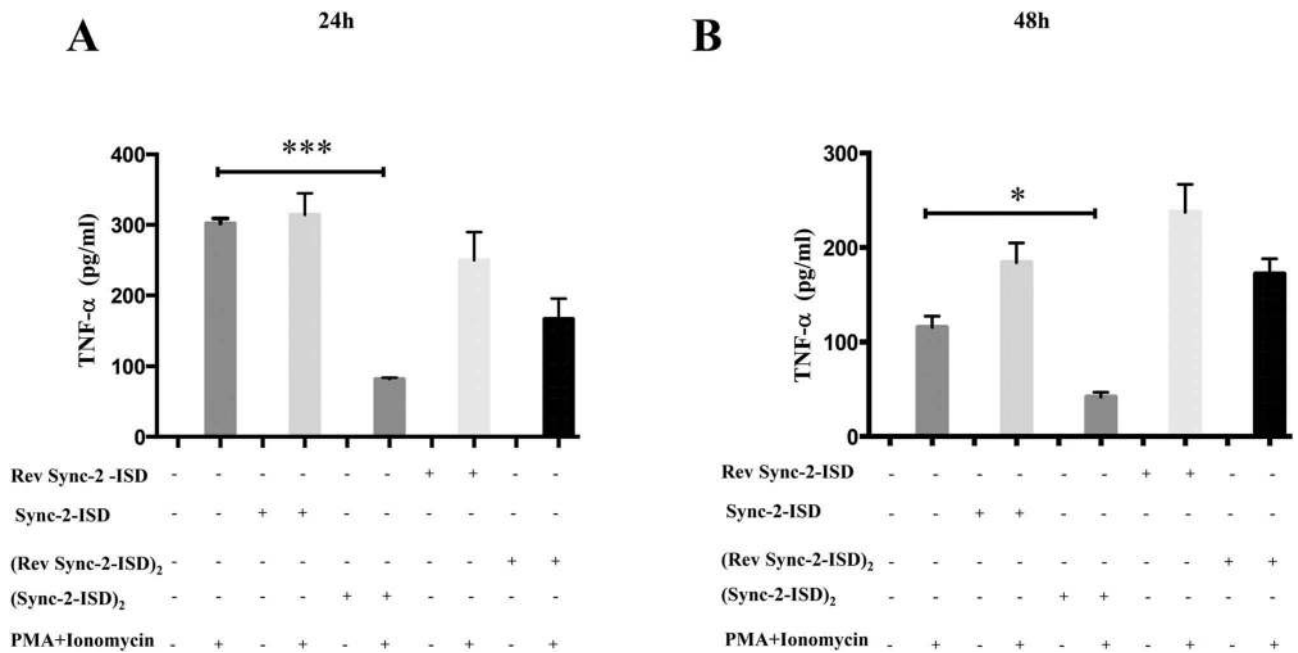 A
24h
***
TNF-α (pg/ml)
400
300
200
100
0
Rev Sync-2 -ISD - - - - - - + + - -
Sync-2-ISD - - + + - - - - - -
(Rev Sync-2-ISD)2 - - - - - - - - + +
(Sync-2-ISD)2 - - - - + + - - - -
PMA+Ionomycin - + - + - + - + - +
B
48h
*
TNF-α (pg/ml)
300
200
100
0
Rev Sync-2-ISD - - - - - - + + - -
Sync-2-ISD - - + + - - - - - -
(Rev Sync-2-ISD)2 - - - - - - - - + +
(Sync-2-ISD)2 - - - - + + - - - -
PMA+Ionomycin - + - + - + - + - +